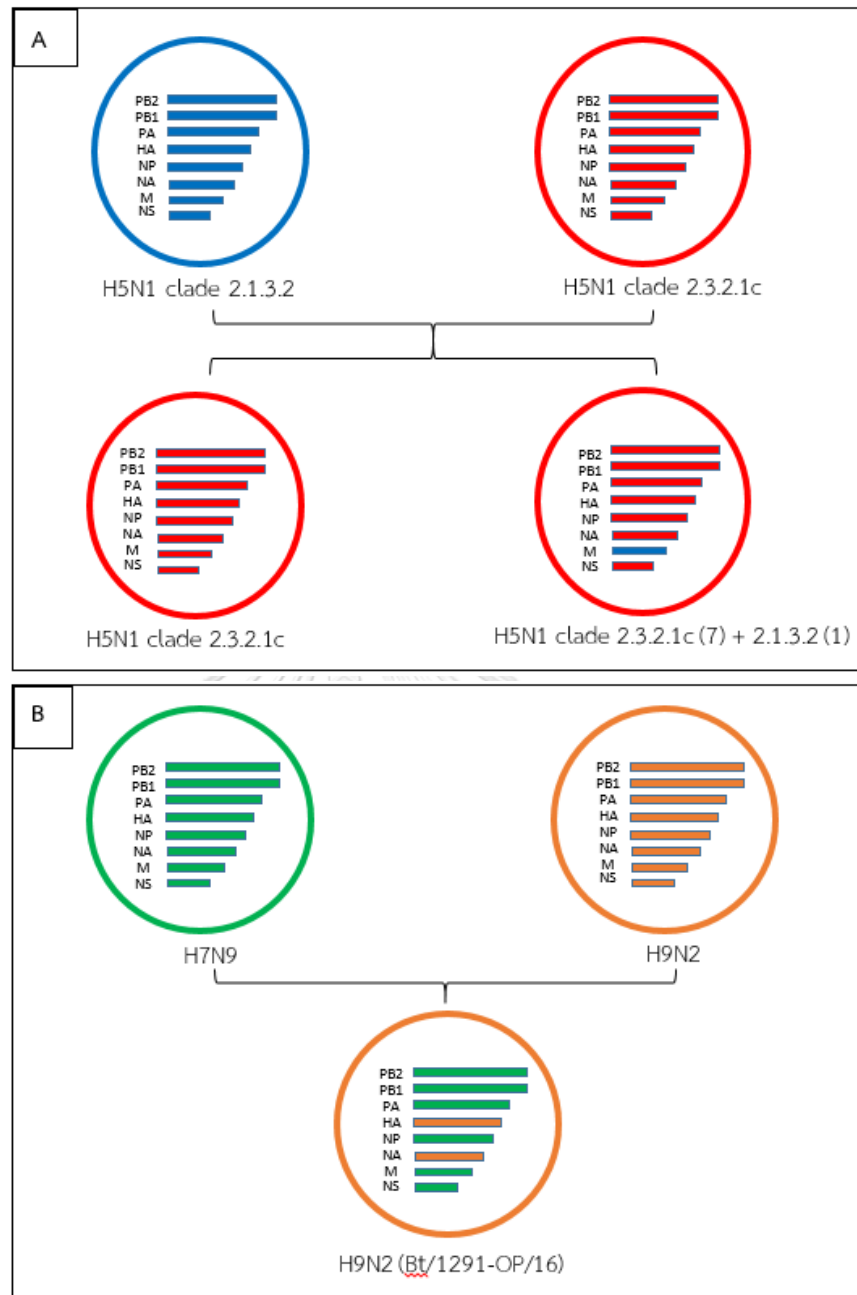 A
PB2
PB1
PA
HA
NP
NA
M
NS
H5N1 clade 2.1.3.2
PB2
PB1
PA
HA
NP
NA
M
NS
H5N1 clade 2.3.2.1c
PB2
PB1
PA
HA
NP
NA
M
NS
H5N1 clade 2.3.2.1c
PB2
PB1
PA
HA
NP
NA
M
NS
H5N1 clade 2.3.2.1c (7) + 2.1.3.2 (1)
B
PB2
PB1
PA
HA
NP
NA
M
NS
H7N9
PB2
PB1
PA
HA
NP
NA
M
NS
H9N2
PB2
PB1
PA
HA
NP
NA
M
NS
H9N2 (Bt/1291-OP/16)